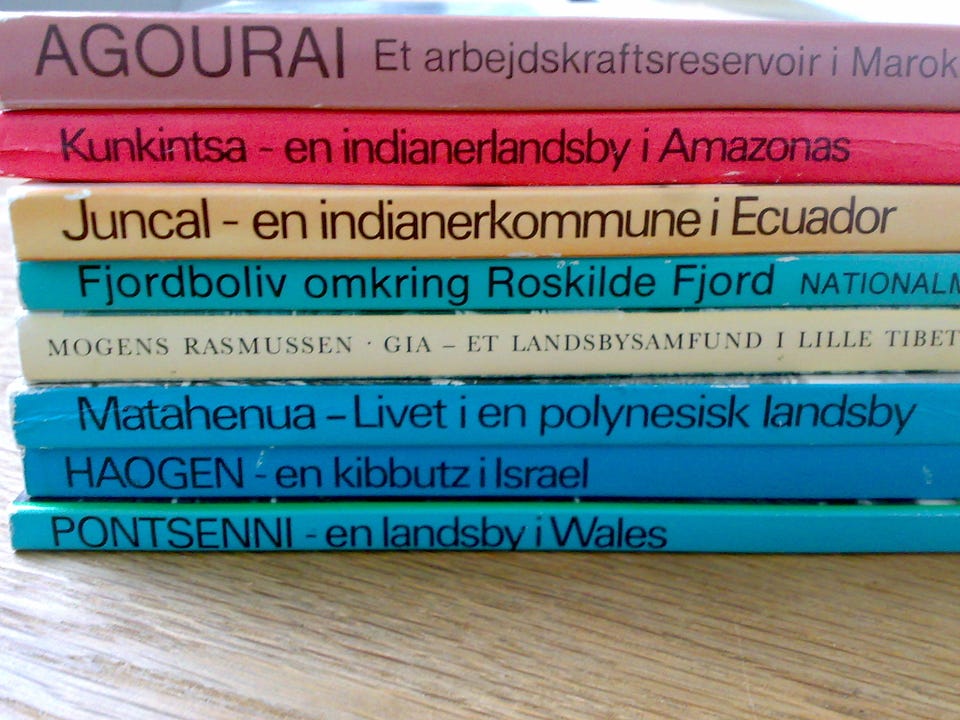 AGOURAI Et arbejdskraftsreservoir i Marok
Kunkintsa - en indianerlandsby i Amazonas
Juncal - en indianerkommune i Ecuador
Fjordboliv omkring Roskilde Fjord NATIONALM
MOGENS RASMUSSEN · GIA – ET LANDSBYSAMFUND I LILLE TIBET
Matahenua – Livet i en polynesisk landsby
HAOGEN - en kibbutz i Israel
PONTSENNI - en landsby i Wales